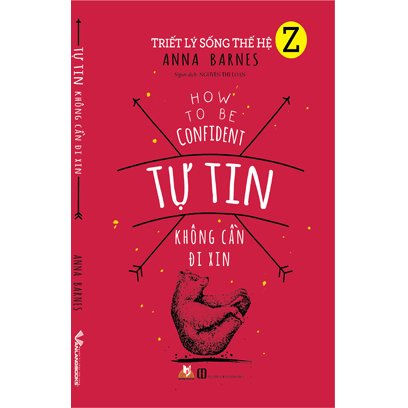 TRIẾT LÝ SỐNG THẾ HỆ Z
ANNA BARNES
HOW
TO BE
CONFIDENT
TỰ TIN
KHÔNG CẦN
ĐI XIN
TỰ TIN KHÔNG CẦN ĐI XIN
ANNA BARNES
VANLANGBOOKS